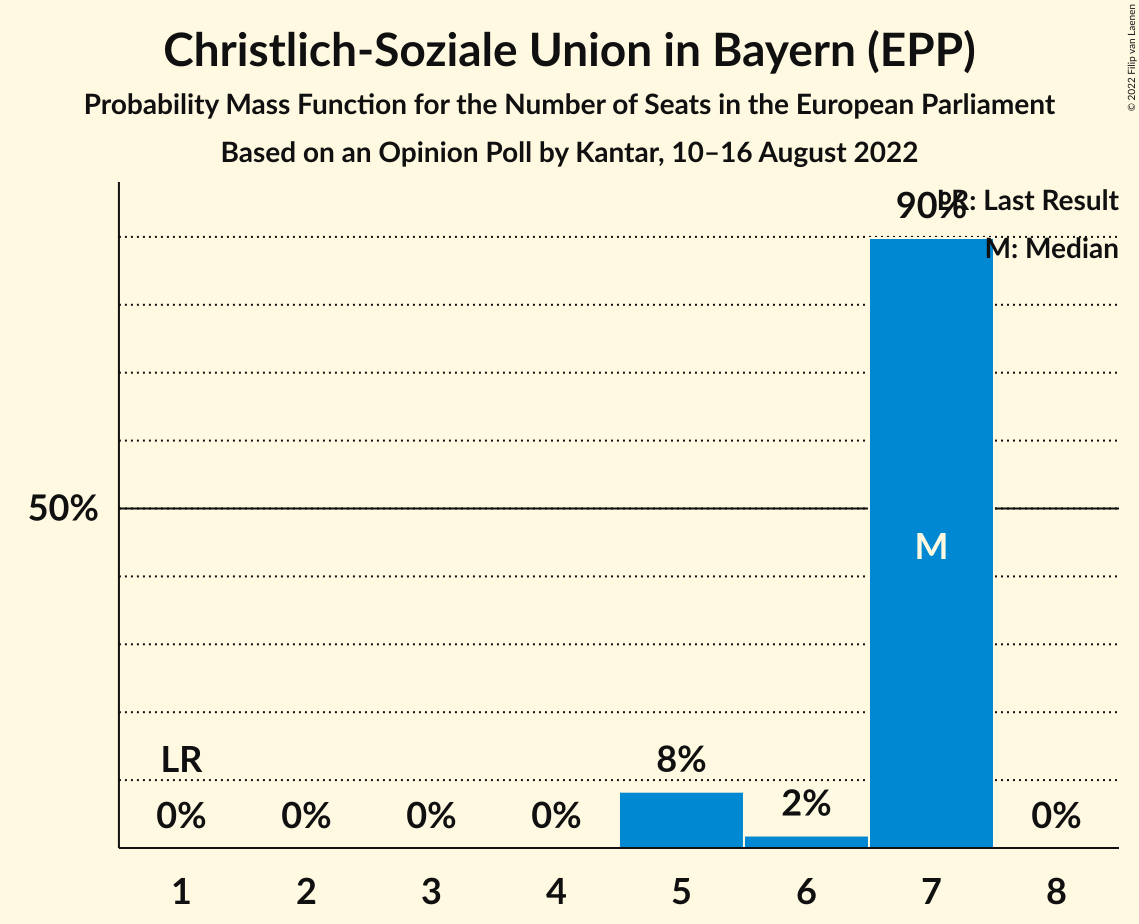 Christlich-Soziale Union in Bayern (EPP)
Probability Mass Function for the Number of Seats in the European Parliament
Based on an Opinion Poll by Kantar, 10–16 August 2022
© 2022 Filip van Laenen
90%
LR: Last Result
M: Median
50%
M
LR
8%
2%
0%
0%
0%
0%
0%
1 2 3 4 5 6 7 8